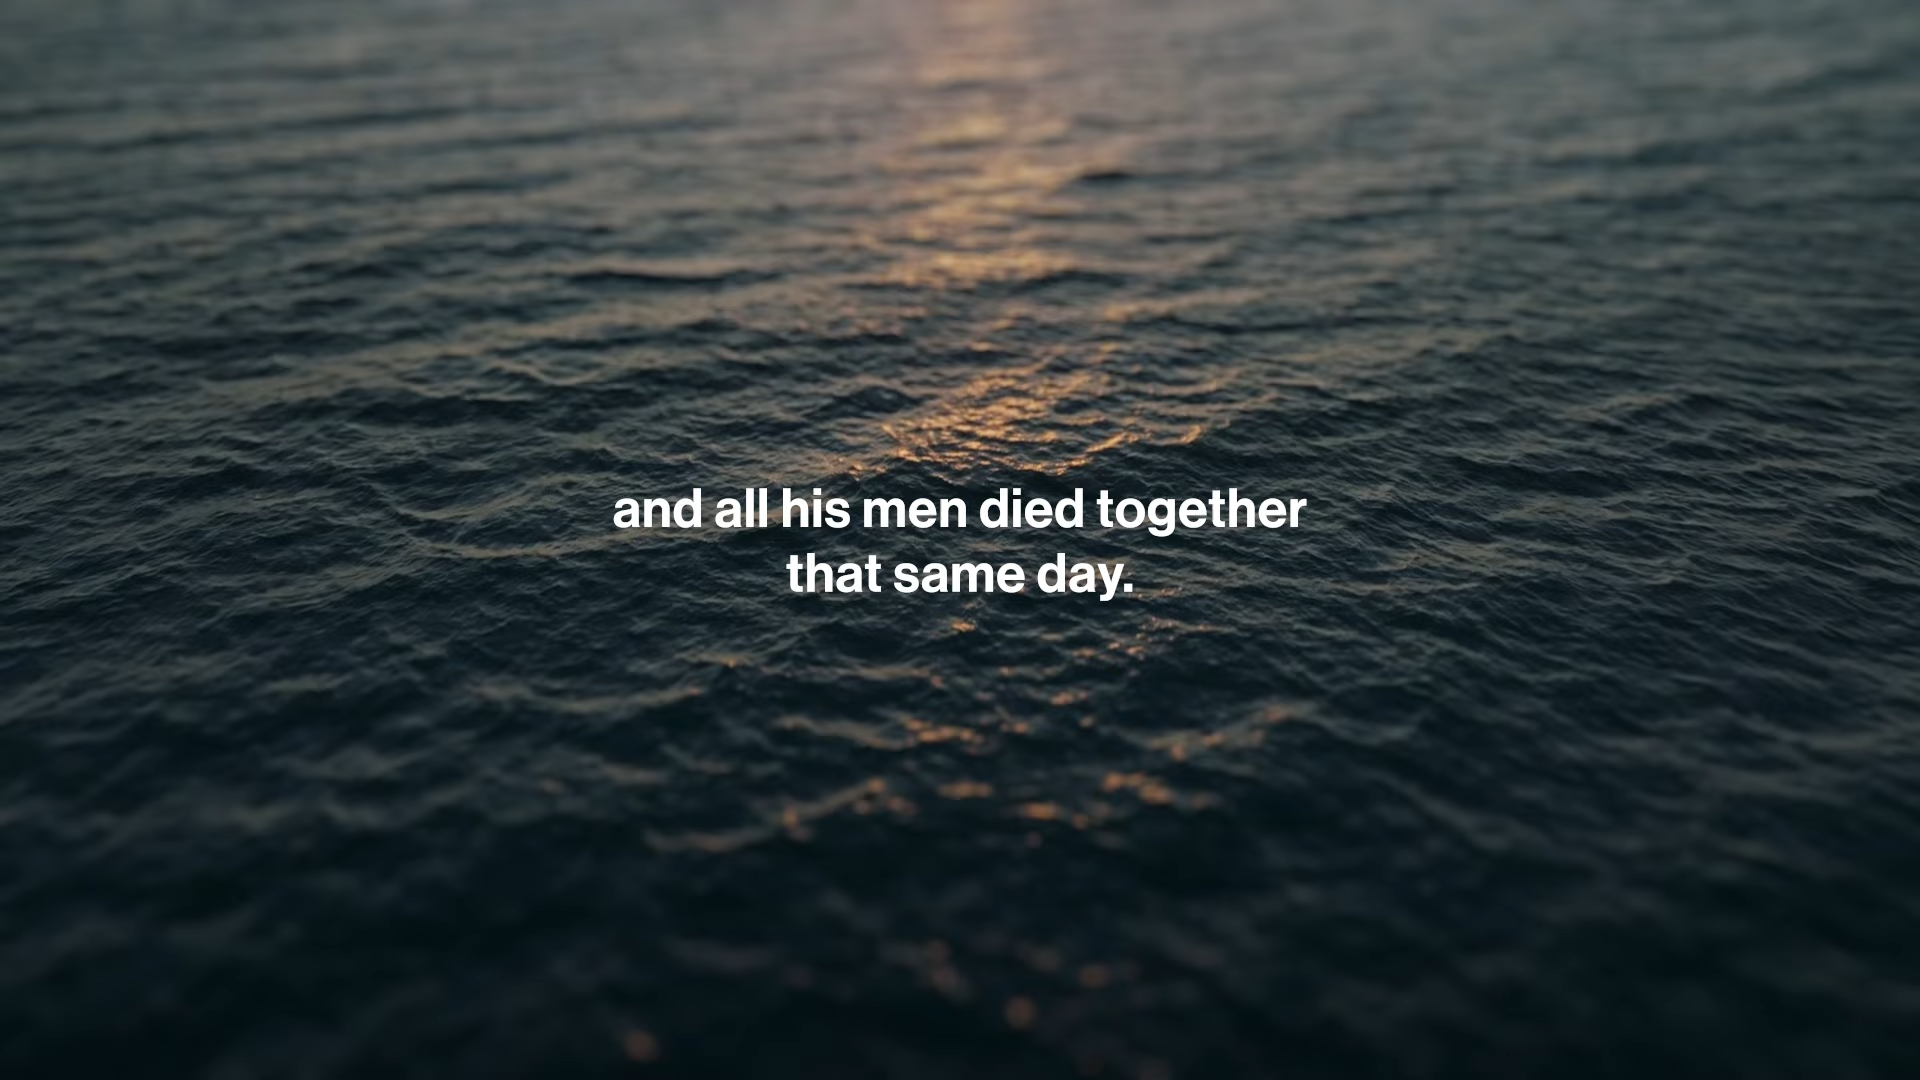 and all his men died together
that same day.